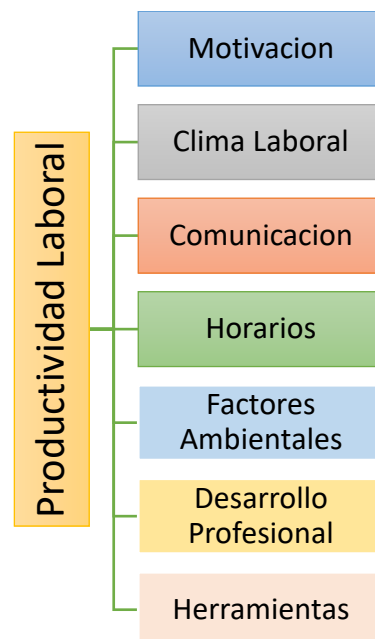 Productividad Laboral
Motivacion
Clima Laboral
Comunicacion
Horarios
Factores
Ambientales
Desarrollo
Profesional
Herramientas